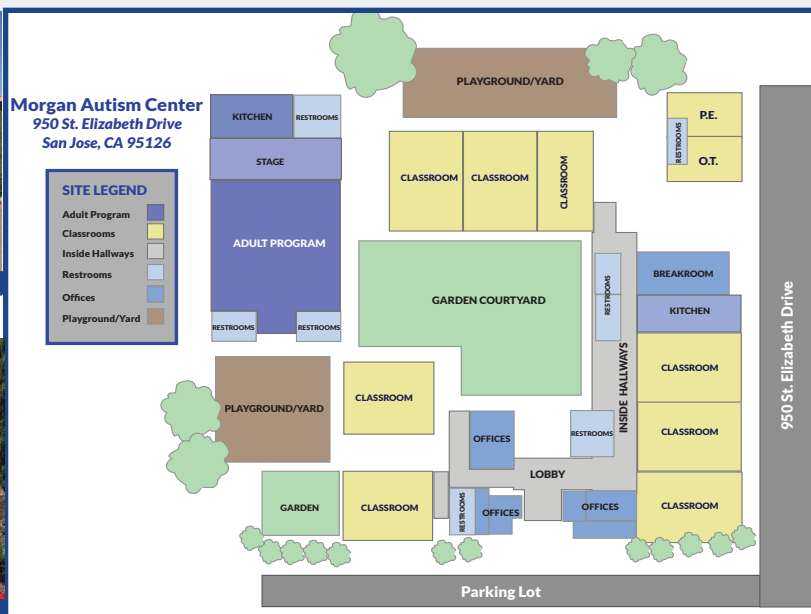 PLAYGROUND/YARD
Morgan Autism Center
950 St. Elizabeth Drive
San Jose, CA 95126
KITCHEN
RESTROOMS
STAGE
ADULT PROGRAM
RESTROOMS
RESTROOMS
SITE LEGEND
Adult Program
Classrooms
Inside Hallways
Restrooms
Offices
Playground/Yard
CLASSROOM
CLASSROOM
CLASSROOM
P.E.
RESTROOMS
O.T.
GARDEN COURTYARD
RESTROOMS
BREAKROOM
KITCHEN
INSIDE HALLWAYS
CLASSROOM
CLASSROOM
CLASSROOM
PLAYGROUND/YARD
CLASSROOM
OFFICES
RESTROOMS
LOBBY
GARDEN
CLASSROOM
RESTROOMS
OFFICES
OFFICES
950 St. Elizabeth Drive
Parking Lot